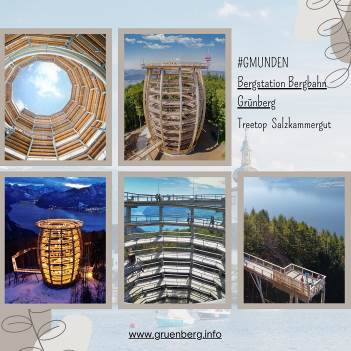 #GMUNDEN
Bergstation Bergbahn
Grünberg
Treetop Salzkammergut
www.gruenberg.info